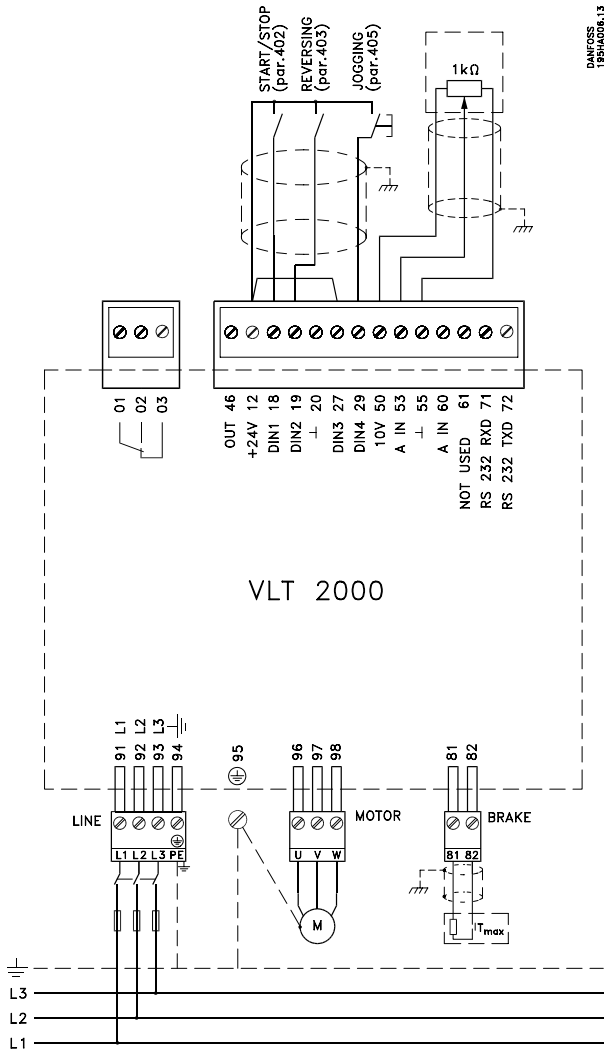 DANFOSS
195HA006.13
START/STOP
(par.402)
REVERSING
(par.403)
JOGGING
(par.405)
1kΩ
01
02
03
OUT 46
+24V 12
DIN1 18
DIN2 19
⊥ 20
DIN3 27
DIN4 29
10V 50
A IN 53
⊥ 55
A IN 60
NOT USED 61
RS 232 RXD 71
RS 232 TXD 72
VLT 2000
91 L1
92 L2
93 L3
94
95
96
97
98
81
82
LINE
MOTOR
BRAKE
L1 L2 L3 PE
U V W
81 82
M
Tmax
L3
L2
L1